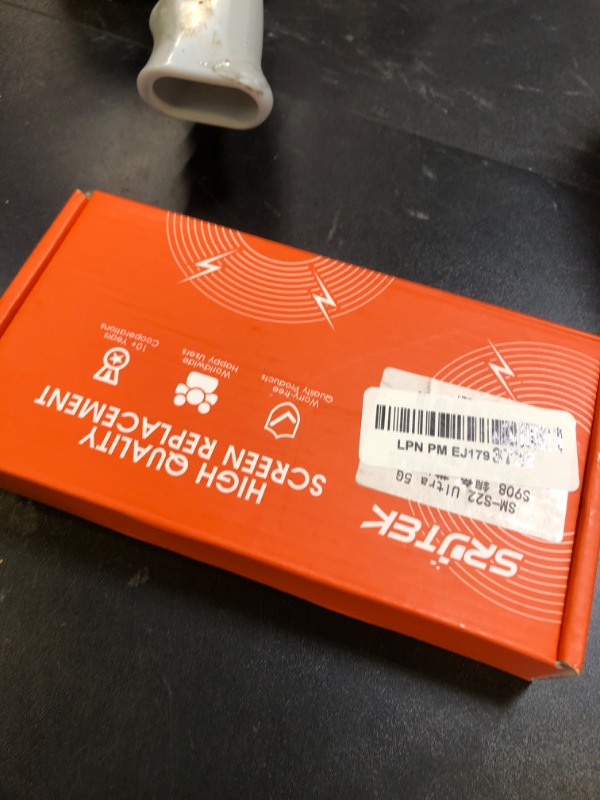 SRÜTEK
SM-S22 Ultra 5G
S908
LPN PM EJ179
HIGH QUALITY
SCREEN REPLACEMENT
Worry-free
Quality Products
Worldwide
Happy Users
10+ Years
Cooperations